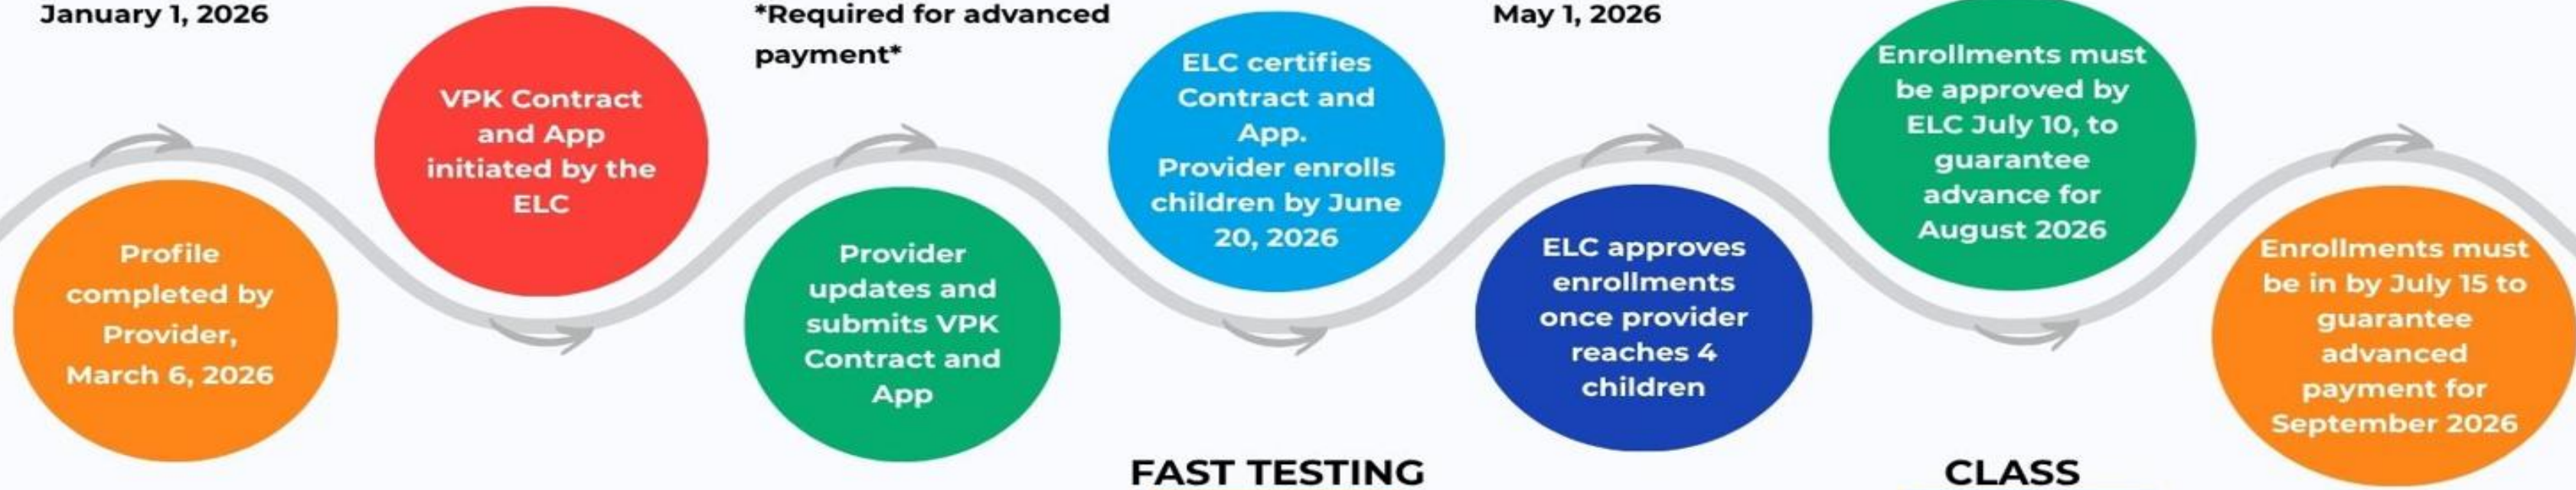 January 1, 2026
Profile
completed by
Provider,
March 6, 2026
VPK Contract
and App
initiated by the
ELC
*Required for advanced
payment*
Provider
updates and
submits VPK
Contract and
App
ELC certifies
Contract and
App.
Provider enrolls
children by June
20, 2026
FAST TESTING
May 1, 2026
ELC approves
enrollments
once provider
reaches 4
children
Enrollments must
be approved by
ELC July 10, to
guarantee
advance for
August 2026
CLASS
Enrollments must
be in by July 15 to
guarantee
advanced
payment for
September 2026